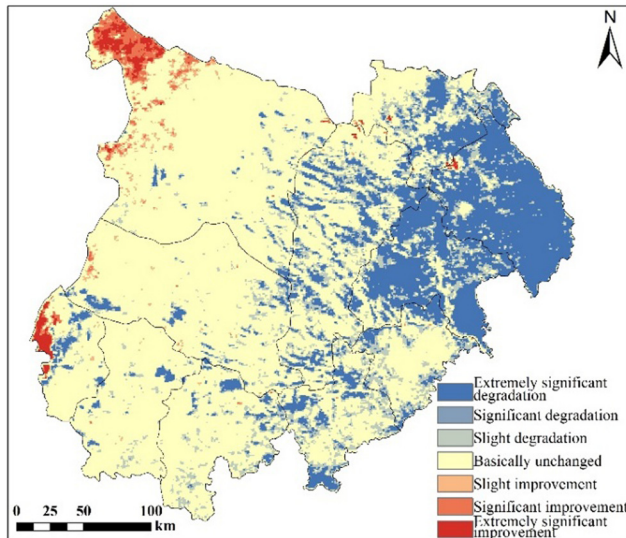 N
Extremely significant
degradation
Significant degradation
Slight degradation
Basically unchanged
Slight improvement
Significant improvement
Extremely significant
improvement
0 25 50 100
km